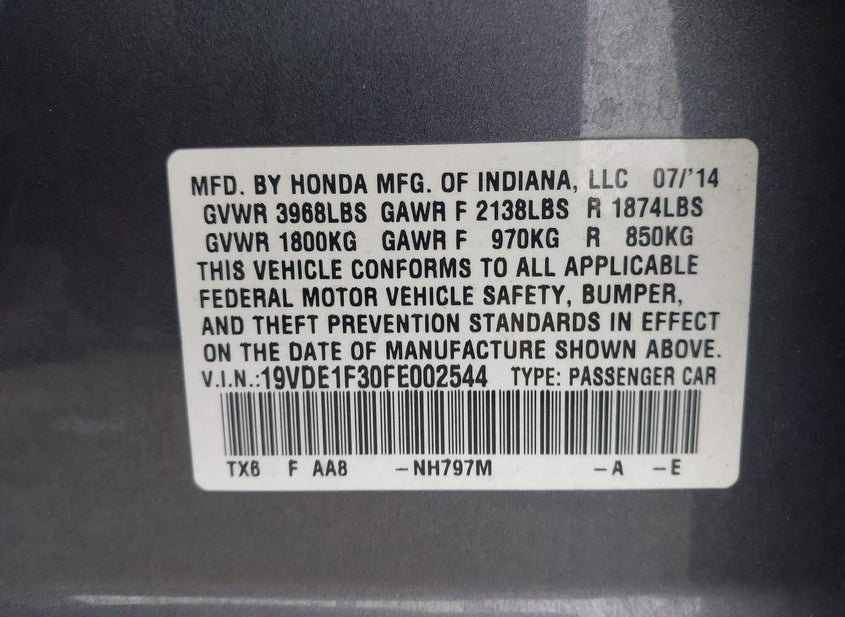 MFD. BY HONDA MFG. OF INDIANA, LLC 07/'14
GVWR 3968LBS GAWR F 2138LBS R 1874LBS
GVWR 1800KG GAWR F 970KG R 850KG
THIS VEHICLE CONFORMS TO ALL APPLICABLE
FEDERAL MOTOR VEHICLE SAFETY, BUMPER,
AND THEFT PREVENTION STANDARDS IN EFFECT
ON THE DATE OF MANUFACTURE SHOWN ABOVE.
V.I.N.:19VDE1F30FE002544 TYPE: PASSENGER CAR
TX6 F AA8 -NH797M -A -E